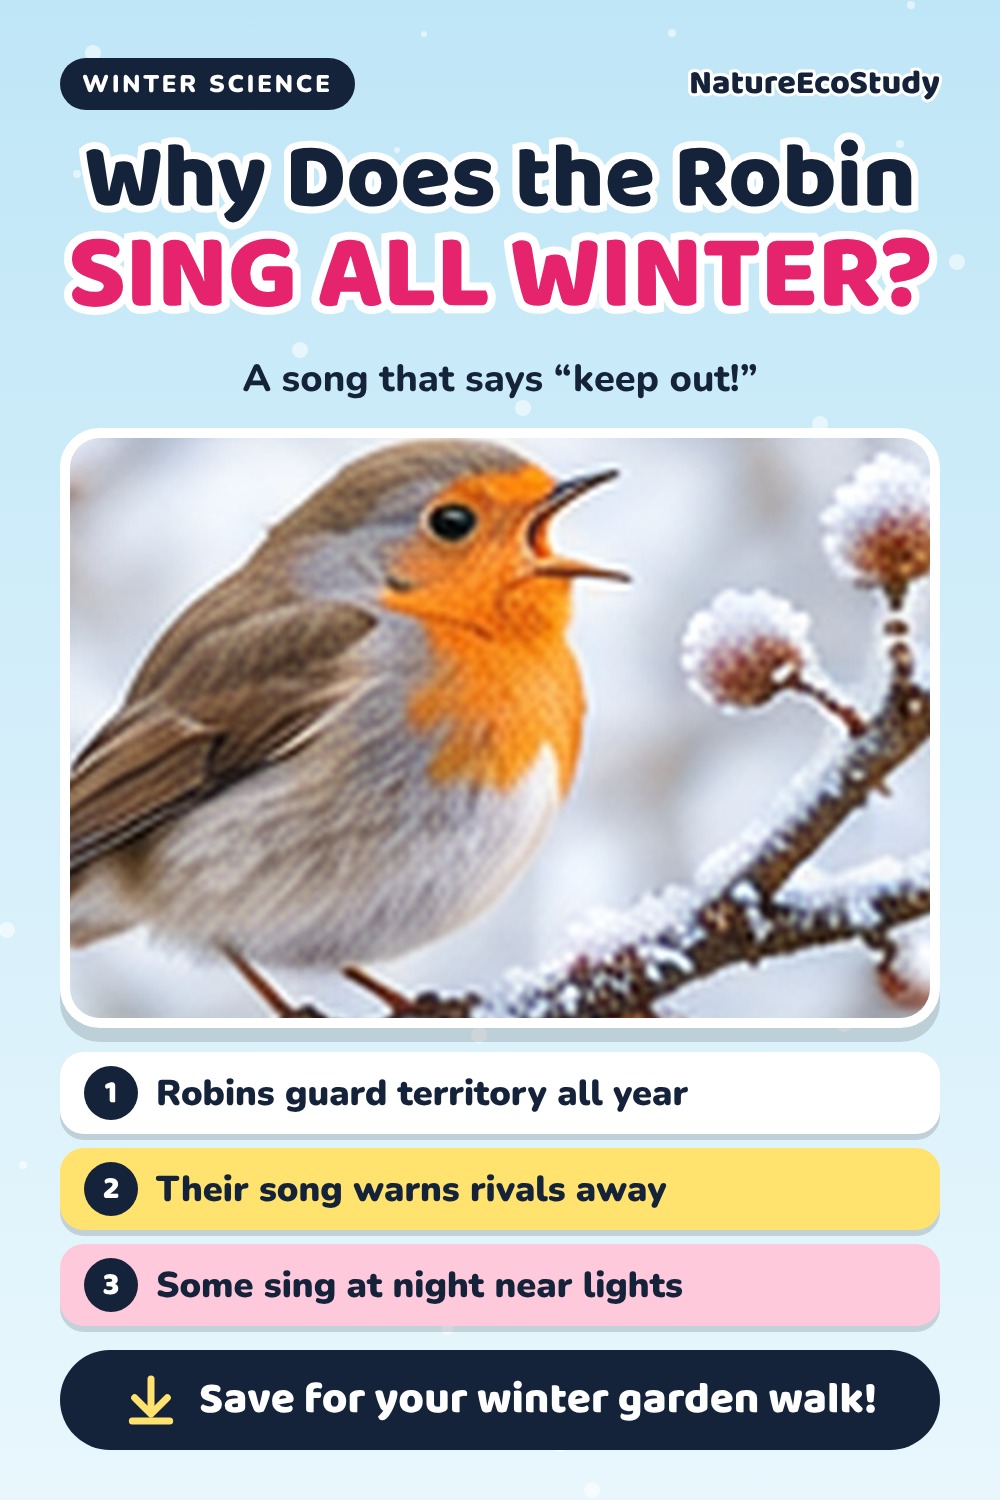 WINTER SCIENCE
NatureEcoStudy
Why Does the Robin
SING ALL WINTER?
A song that says “keep out!”
1 Robins guard territory all year
2 Their song warns rivals away
3 Some sing at night near lights
Save for your winter garden walk!